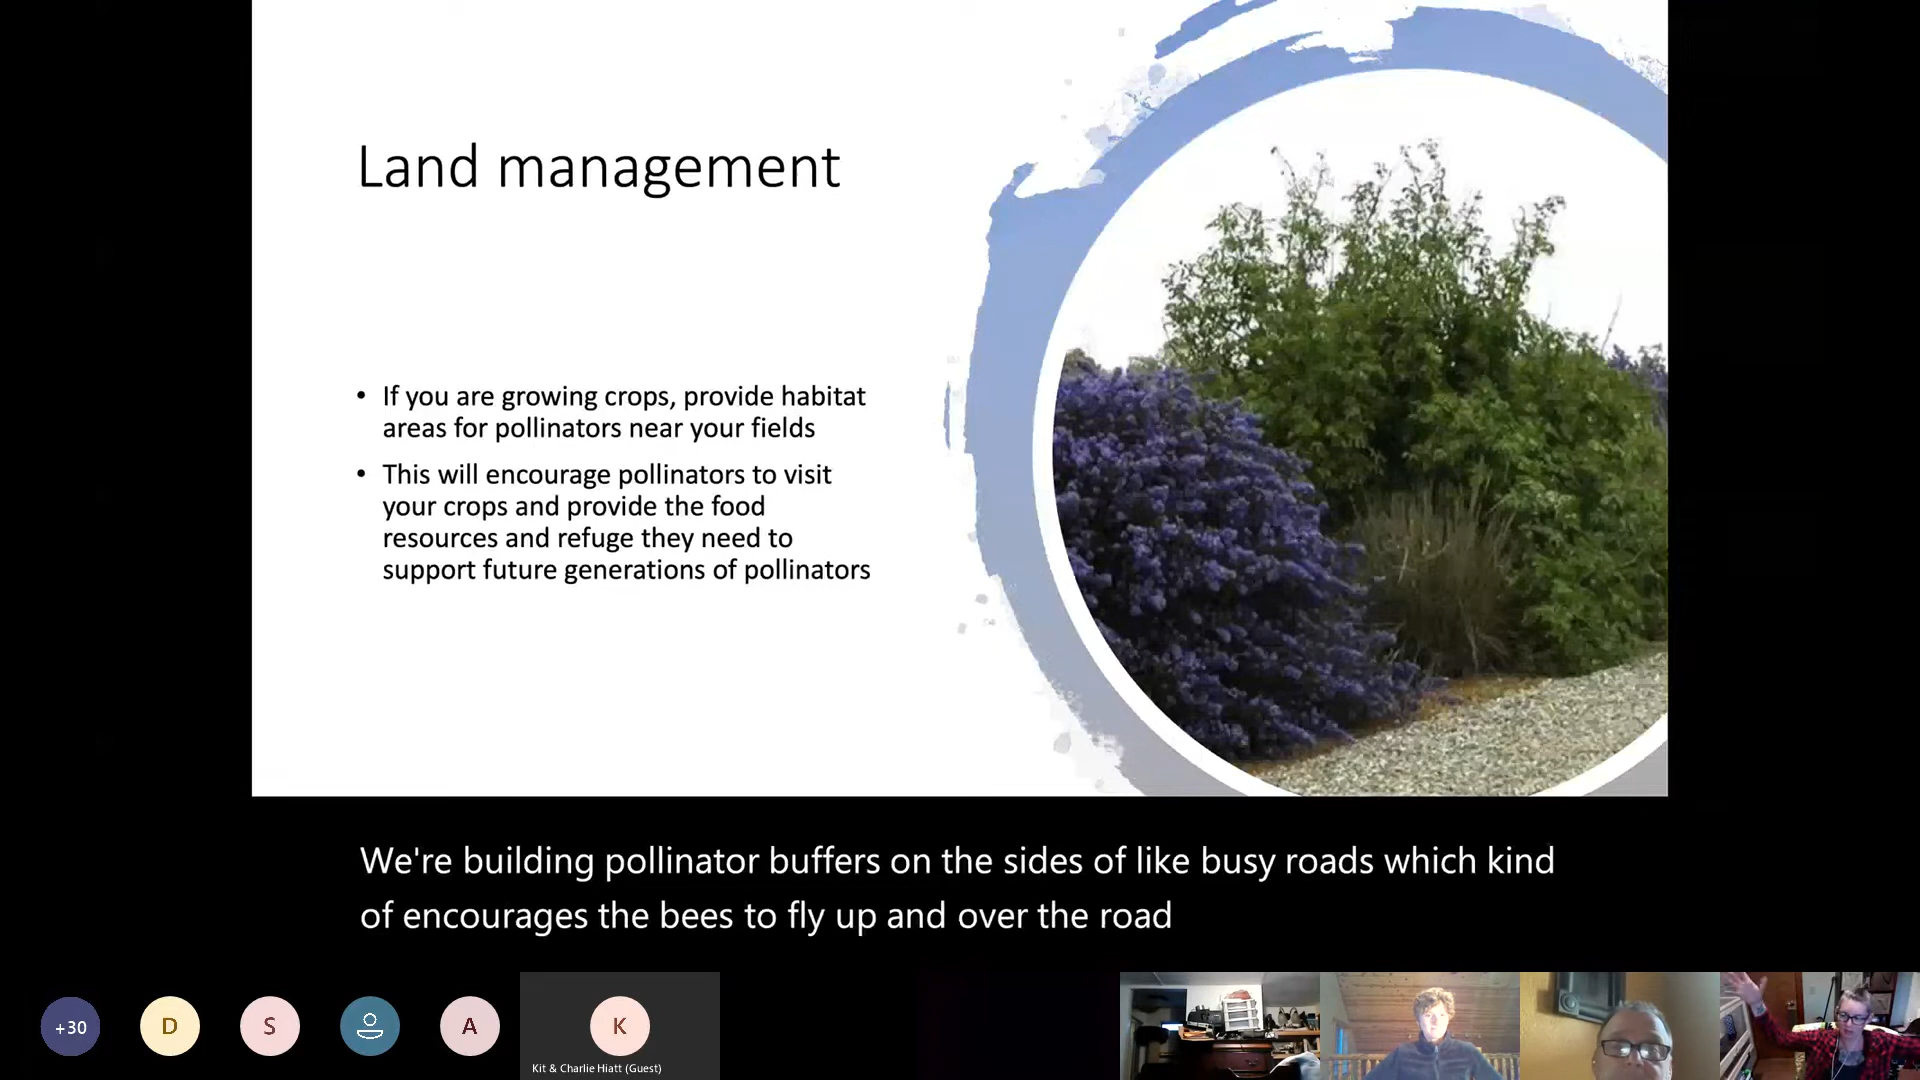 Land management
• If you are growing crops, provide habitat
areas for pollinators near your fields
• This will encourage pollinators to visit
your crops and provide the food
resources and refuge they need to
support future generations of pollinators
We're building pollinator buffers on the sides of like busy roads which kind
of encourages the bees to fly up and over the road
+30
D
S
A
K
Kit & Charlie Hiatt (Guest)